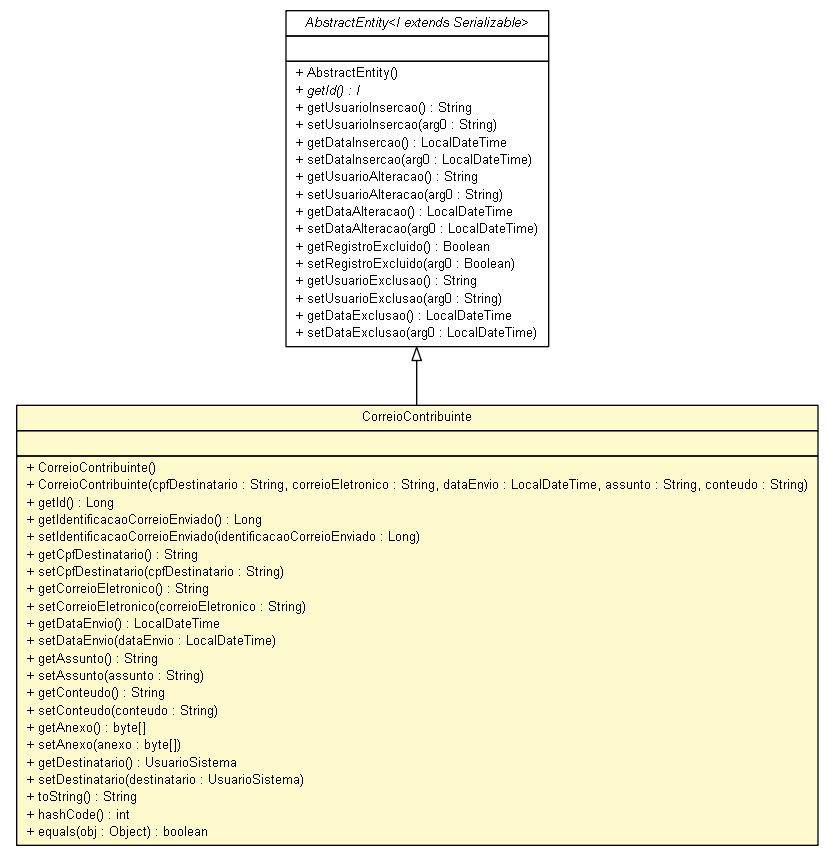 AbstractEntity<I extends Serializable>
+ AbstractEntity()
+ getId() : I
+ getUsuarioInsercao() : String
+ setUsuarioInsercao(arg0 : String)
+ getDataInsercao() : LocalDateTime
+ setDataInsercao(arg0 : LocalDateTime)
+ getUsuarioAlteracao() : String
+ setUsuarioAlteracao(arg0 : String)
+ getDataAlteracao() : LocalDateTime
+ setDataAlteracao(arg0 : LocalDateTime)
+ getRegistroExcluido() : Boolean
+ setRegistroExcluido(arg0 : Boolean)
+ getUsuarioExclusao() : String
+ setUsuarioExclusao(arg0 : String)
+ getDataExclusao() : LocalDateTime
+ setDataExclusao(arg0 : LocalDateTime)
CorreioContribuinte
+ CorreioContribuinte()
+ CorreioContribuinte(cpfDestinatario : String, correioEletronico : String, dataEnvio : LocalDateTime, assunto : String, conteudo : String)
+ getId() : Long
+ getIdentificacaoCorreioEnviado() : Long
+ setIdentificacaoCorreioEnviado(identificacaoCorreioEnviado : Long)
+ getCpfDestinatario() : String
+ setCpfDestinatario(cpfDestinatario : String)
+ getCorreioEletronico() : String
+ setCorreioEletronico(correioEletronico : String)
+ getDataEnvio() : LocalDateTime
+ setDataEnvio(dataEnvio : LocalDateTime)
+ getAssunto() : String
+ setAssunto(assunto : String)
+ getConteudo() : String
+ setConteudo(conteudo : String)
+ getAnexo() : byte[]
+ setAnexo(anexo : byte[])
+ getDestinatario() : UsuarioSistema
+ setDestinatario(destinatario : UsuarioSistema)
+ toString() : String
+ hashCode() : int
+ equals(obj : Object) : boolean